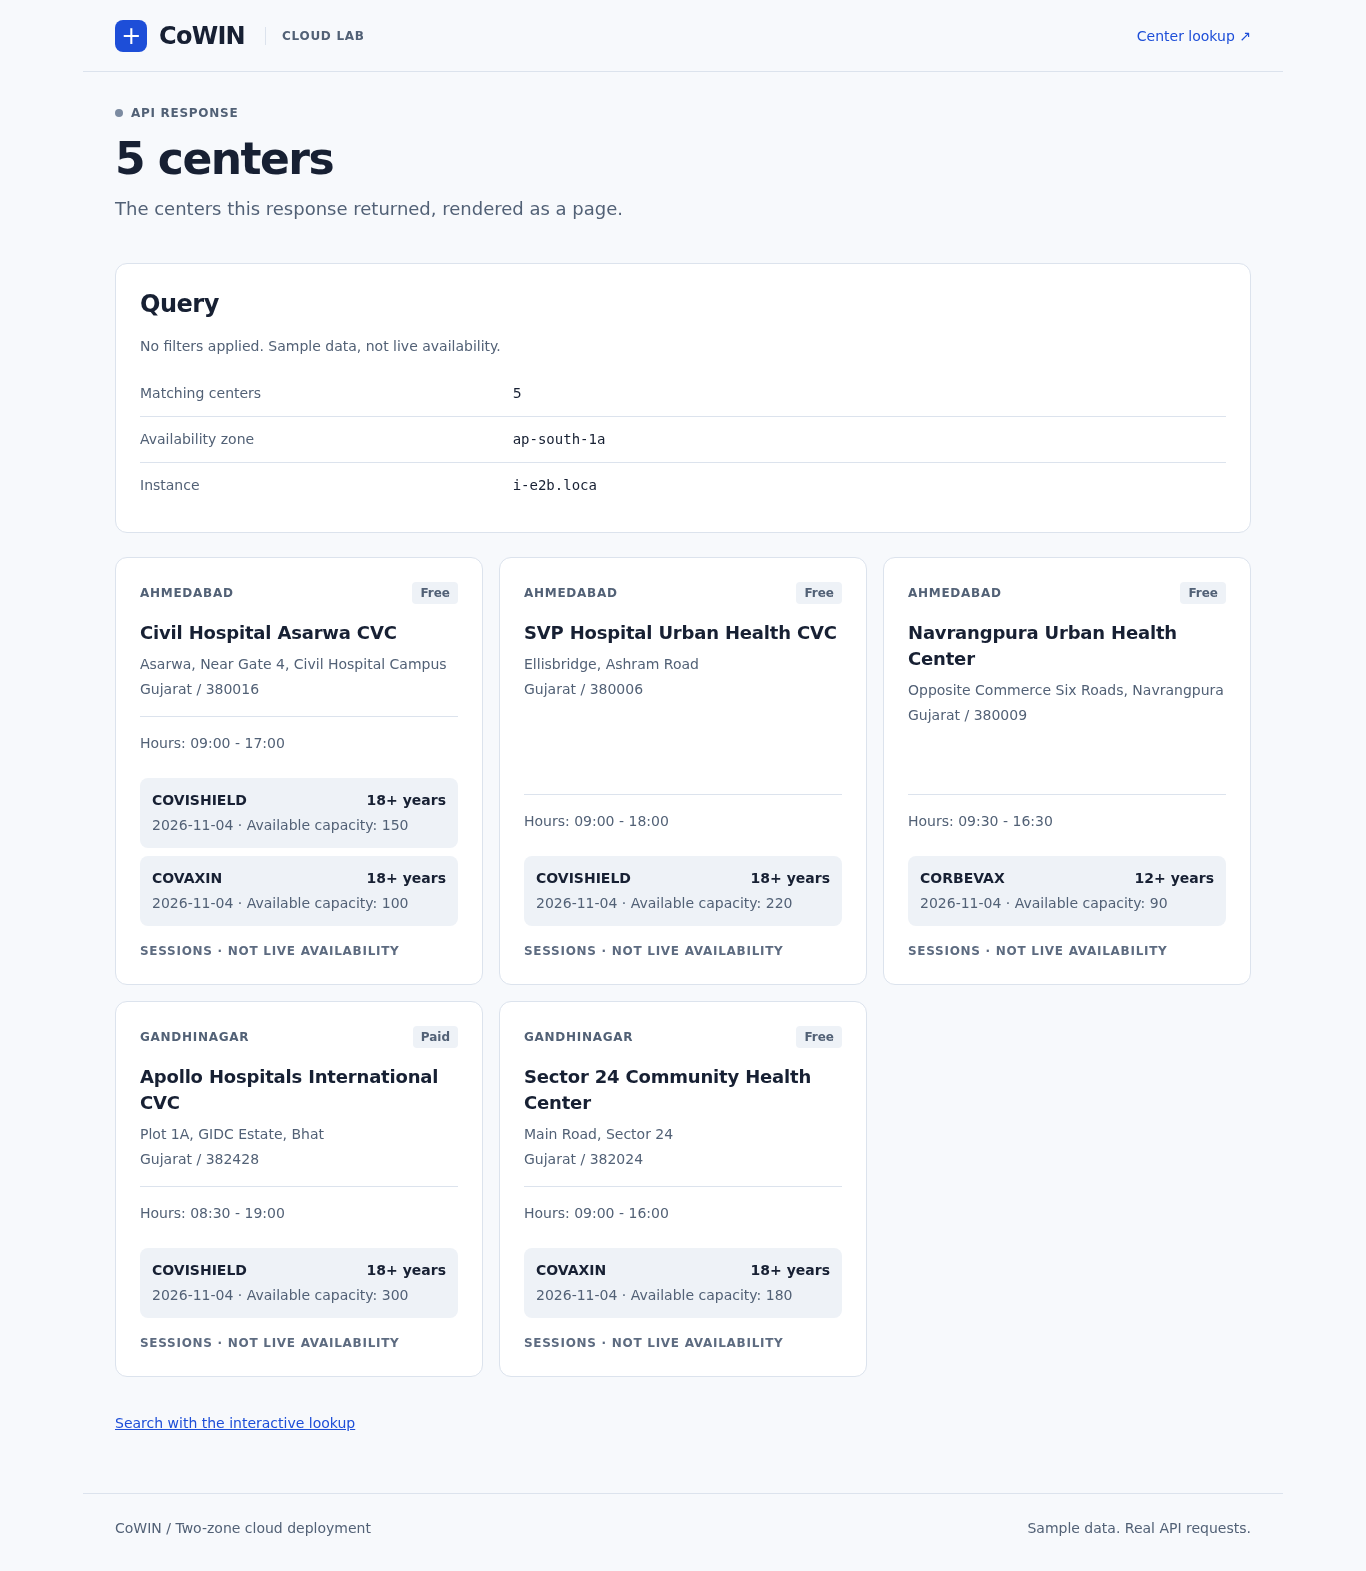 + CoWIN CLOUD LAB Center lookup ↗
API RESPONSE
5 centers
The centers this response returned, rendered as a page.
Query
No filters applied. Sample data, not live availability.
Matching centers 5
Availability zone ap-south-1a
Instance i-e2b.loca
AHMEDABAD Free
Civil Hospital Asarwa CVC
Asarwa, Near Gate 4, Civil Hospital Campus
Gujarat / 380016
Hours: 09:00 - 17:00
COVISHIELD 18+ years
2026-11-04 · Available capacity: 150
COVAXIN 18+ years
2026-11-04 · Available capacity: 100
SESSIONS · NOT LIVE AVAILABILITY
AHMEDABAD Free
SVP Hospital Urban Health CVC
Ellisbridge, Ashram Road
Gujarat / 380006
Hours: 09:00 - 18:00
COVISHIELD 18+ years
2026-11-04 · Available capacity: 220
SESSIONS · NOT LIVE AVAILABILITY
AHMEDABAD Free
Navrangpura Urban Health
Center
Opposite Commerce Six Roads, Navrangpura
Gujarat / 380009
Hours: 09:30 - 16:30
CORBEVAX 12+ years
2026-11-04 · Available capacity: 90
SESSIONS · NOT LIVE AVAILABILITY
GANDHINAGAR Paid
Apollo Hospitals International
CVC
Plot 1A, GIDC Estate, Bhat
Gujarat / 382428
Hours: 08:30 - 19:00
COVISHIELD 18+ years
2026-11-04 · Available capacity: 300
SESSIONS · NOT LIVE AVAILABILITY
GANDHINAGAR Free
Sector 24 Community Health
Center
Main Road, Sector 24
Gujarat / 382024
Hours: 09:00 - 16:00
COVAXIN 18+ years
2026-11-04 · Available capacity: 180
SESSIONS · NOT LIVE AVAILABILITY
Search with the interactive lookup
CoWIN / Two-zone cloud deployment Sample data. Real API requests.